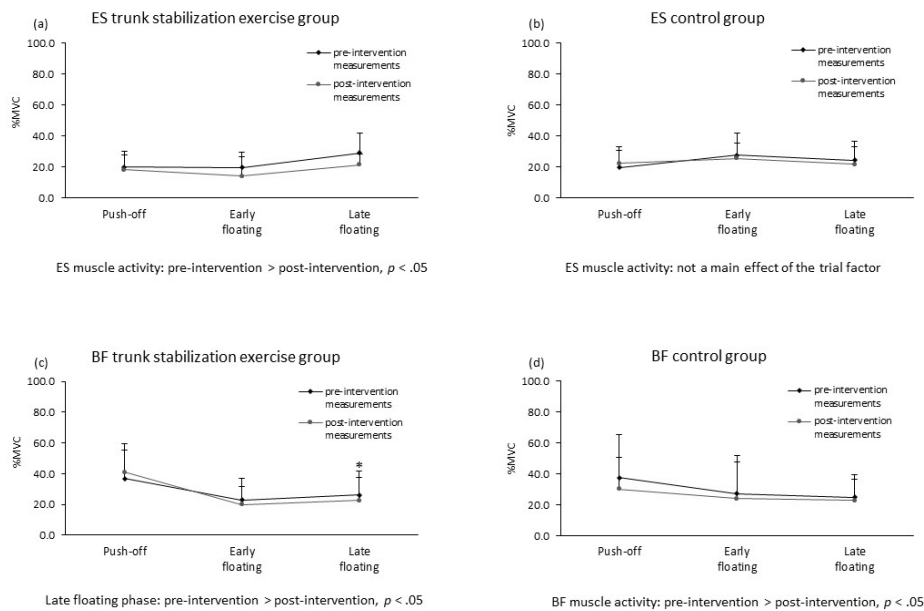 (a)
ES trunk stabilization exercise group
100.0
80.0
60.0
40.0
20.0
0.0
%MVC
pre-intervention
measurements
post-intervention
measurements
Push-off
Early
floating
Late
floating
ES muscle activity: pre-intervention > post-intervention, p < .05
(b)
ES control group
100.0
80.0
60.0
40.0
20.0
0.0
%MVC
pre-intervention
measurements
post-intervention
measurements
Push-off
Early
floating
Late
floating
ES muscle activity: not a main effect of the trial factor
(c)
BF trunk stabilization exercise group
100.0
80.0
60.0
40.0
20.0
0.0
%MVC
pre-intervention
measurements
post-intervention
measurements
*
Push-off
Early
floating
Late
floating
Late floating phase: pre-intervention > post-intervention, p < .05
(d)
BF control group
100.0
80.0
60.0
40.0
20.0
0.0
%MVC
pre-intervention
measurements
post-intervention
measurements
Push-off
Early
floating
Late
floating
BF muscle activity: pre-intervention > post-intervention, p < .05